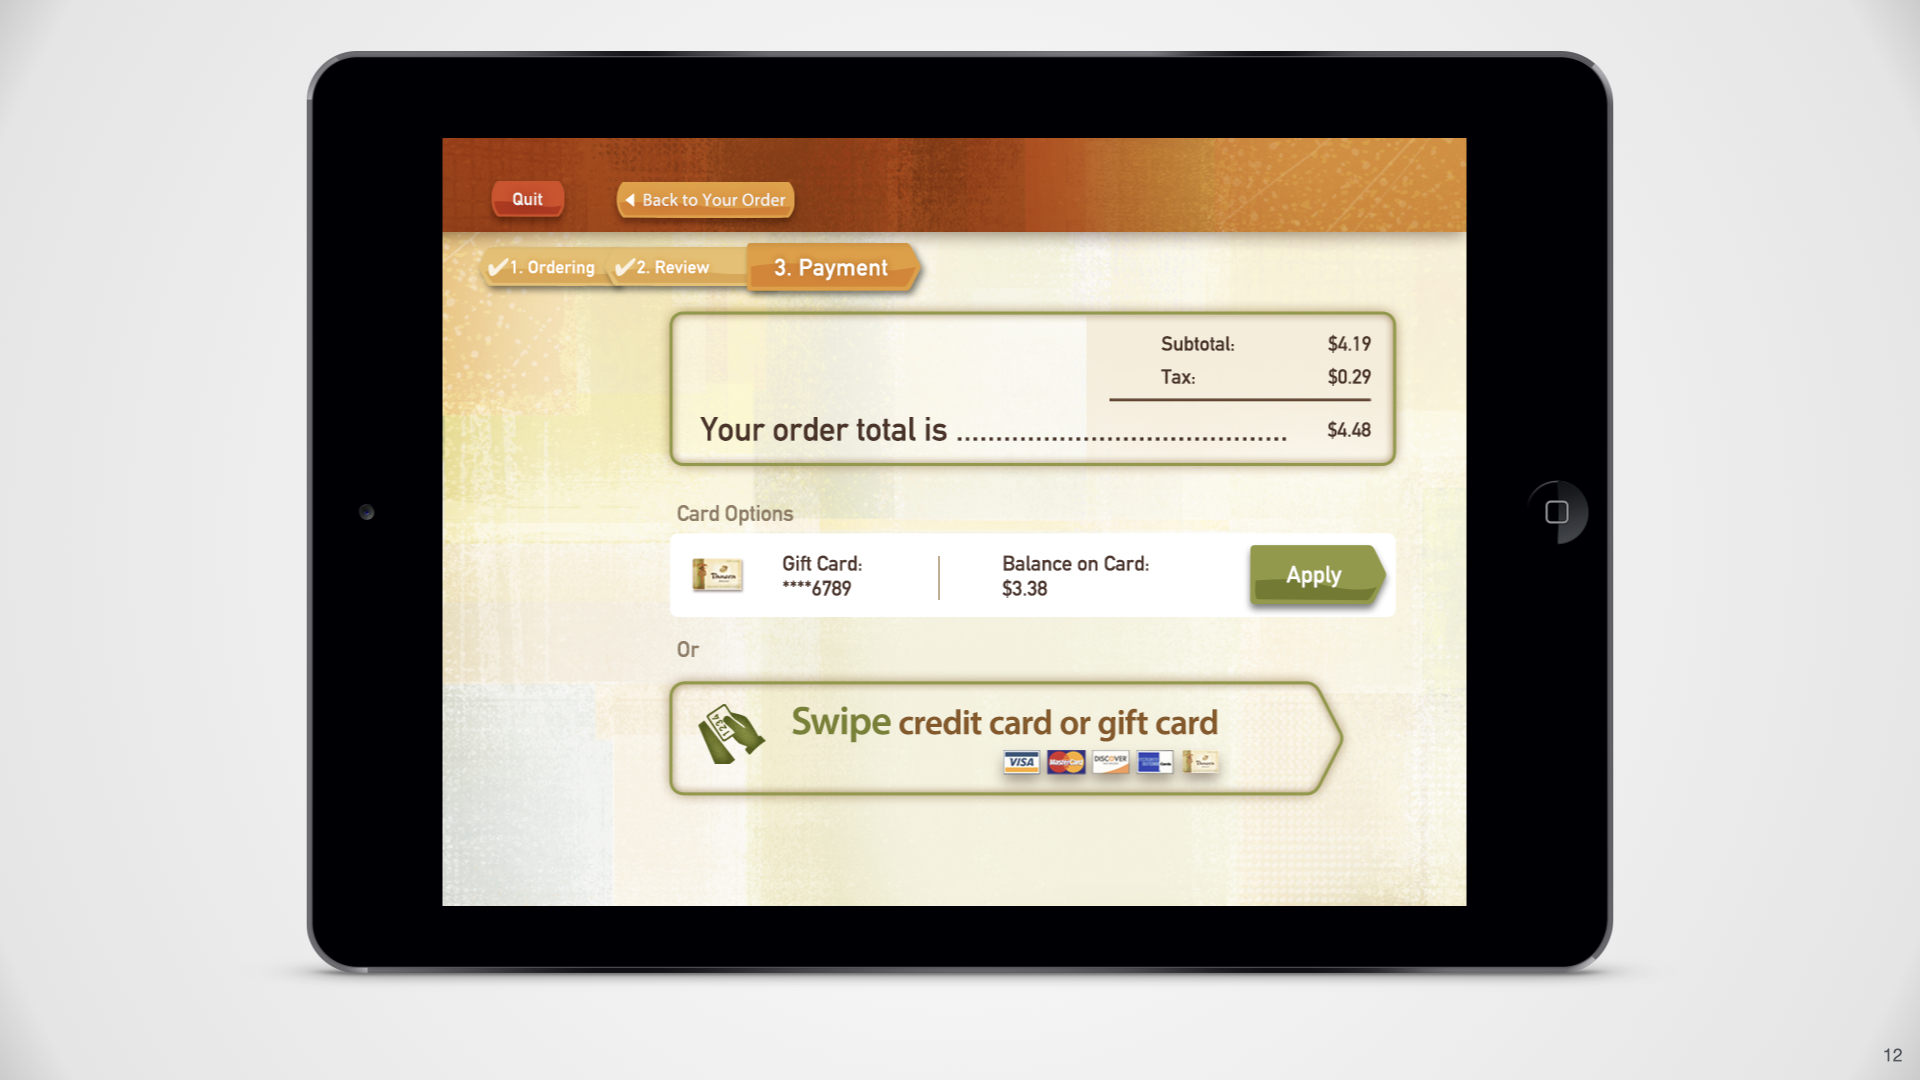 Quit
Back to Your Order
1. Ordering
2. Review
3. Payment
Subtotal: $4.19
Tax: $0.29
Your order total is .......................................... $4.48
Card Options
Gift Card:
****6789
Balance on Card:
$3.38
Apply
Or
Swipe credit card or gift card
1234
VISA
MasterCard
DISCOVER
Panera
12